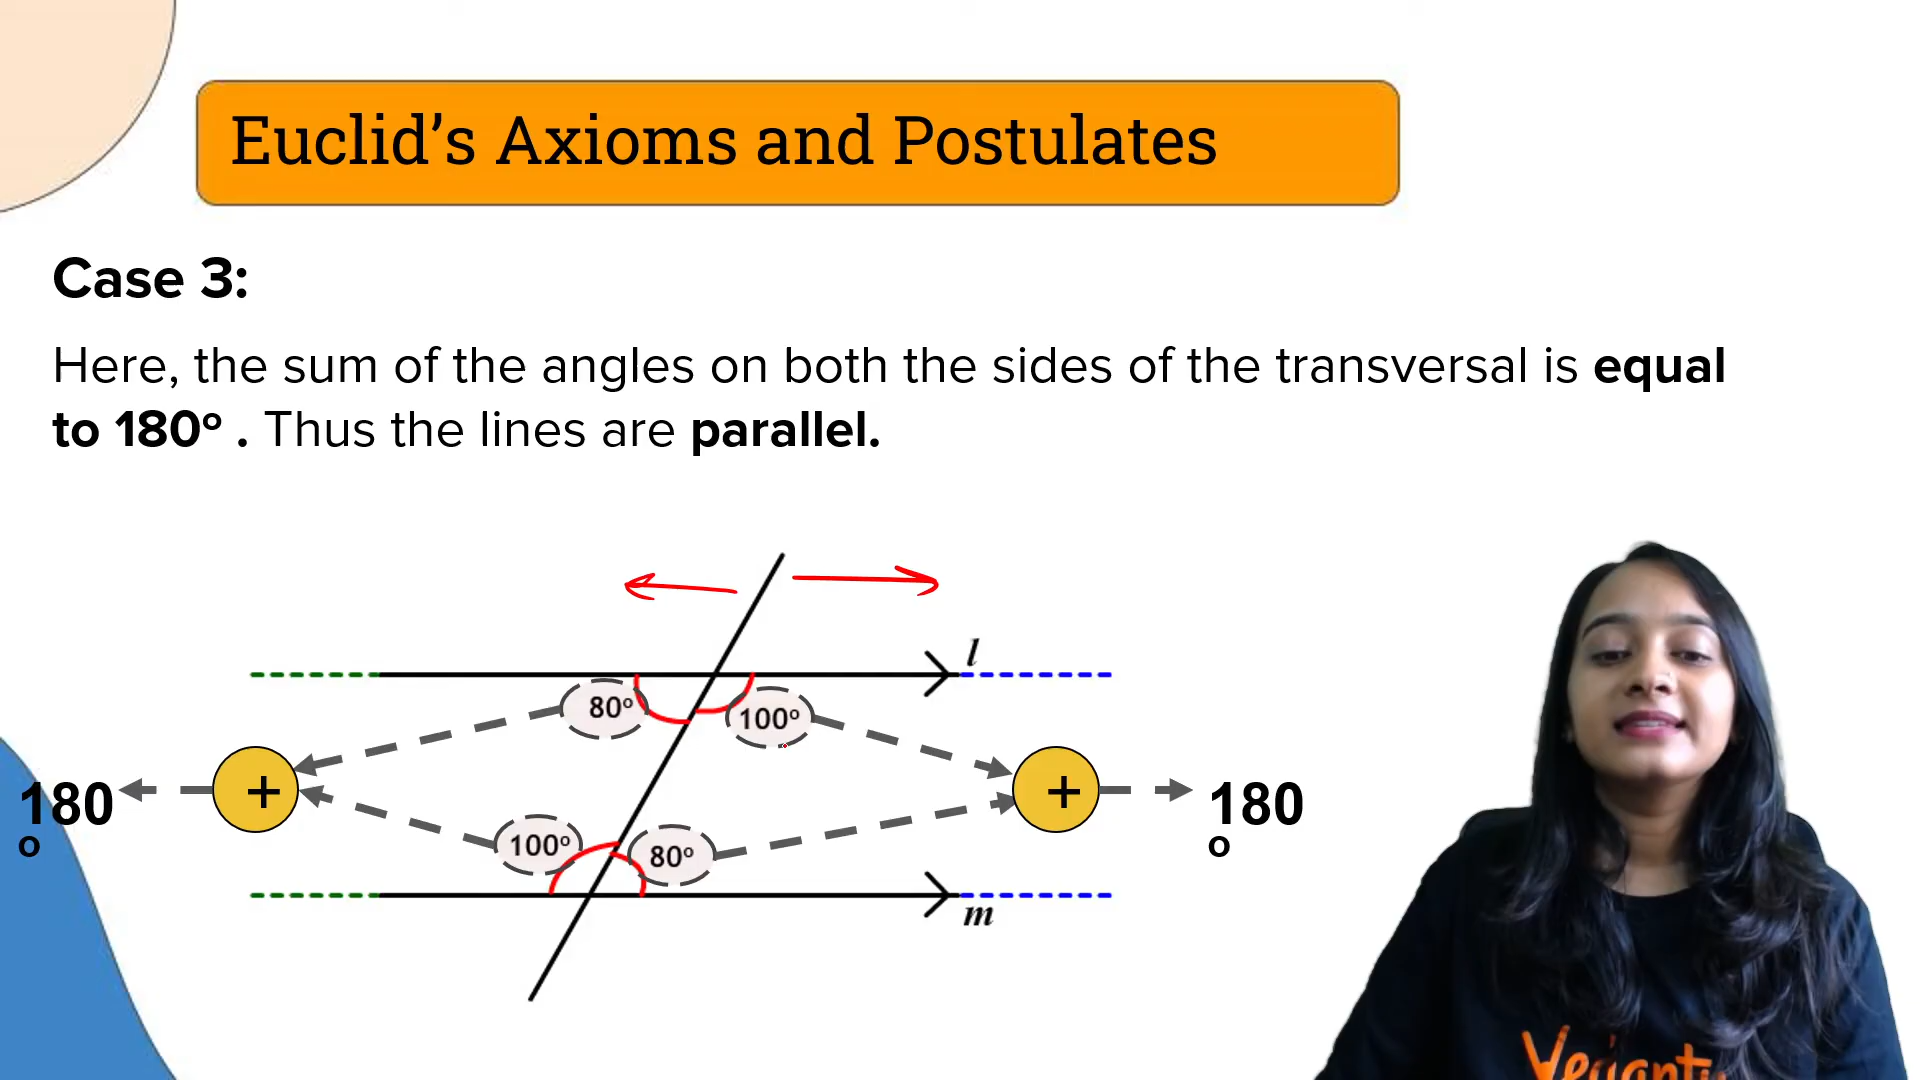 Euclid’s Axioms and Postulates
Case 3:
Here, the sum of the angles on both the sides of the transversal is equal
to 180º . Thus the lines are parallel.
l
80º
100º
180
º
+
+
180
º
100º
80º
m